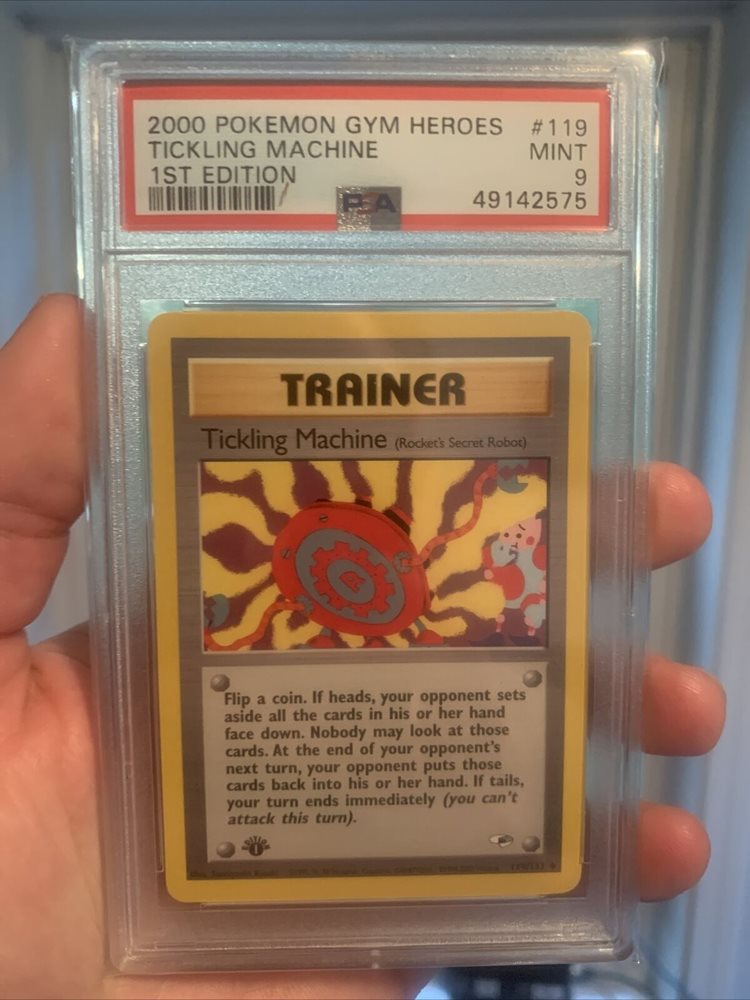 2000 POKEMON GYM HEROES #119
TICKLING MACHINE MINT
1ST EDITION 9
PSA 49142575
TRAINER
Tickling Machine (Rocket's Secret Robot)
R
Flip a coin. If heads, your opponent sets
aside all the cards in his or her hand
face down. Nobody may look at those
cards. At the end of your opponent's
next turn, your opponent puts those
cards back into his or her hand. If tails,
your turn ends immediately (you can't
attack this turn).
EDITION
1